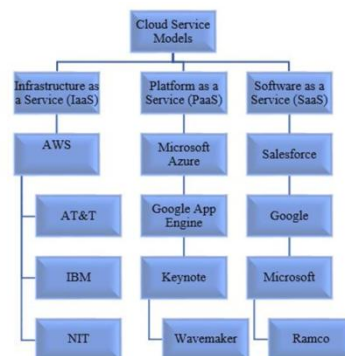 Cloud Service
Models
Infrastructure as
a Service (IaaS)
Platform as a
Service (PaaS)
Software as a
Service (SaaS)
AWS
Microsoft
Azure
Salesforce
AT&T
Google App
Engine
Google
IBM
Keynote
Microsoft
NIT
Wavemaker
Ramco